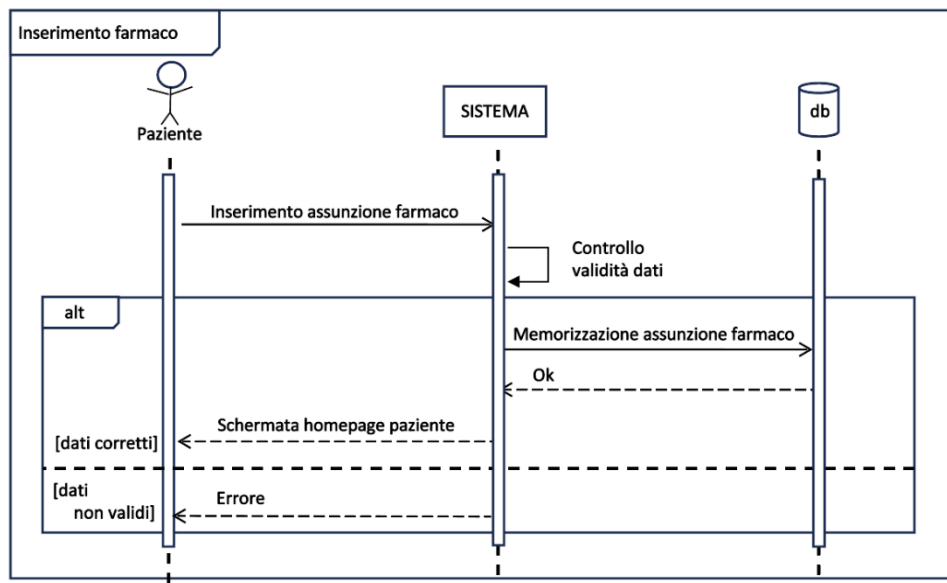 Inserimento farmaco
Paziente
SISTEMA
db
Inserimento assunzione farmaco
Controllo
validità dati
alt
Memorizzazione assunzione farmaco
Ok
Schermata homepage paziente
[dati corretti]
[dati
non validi]
Errore